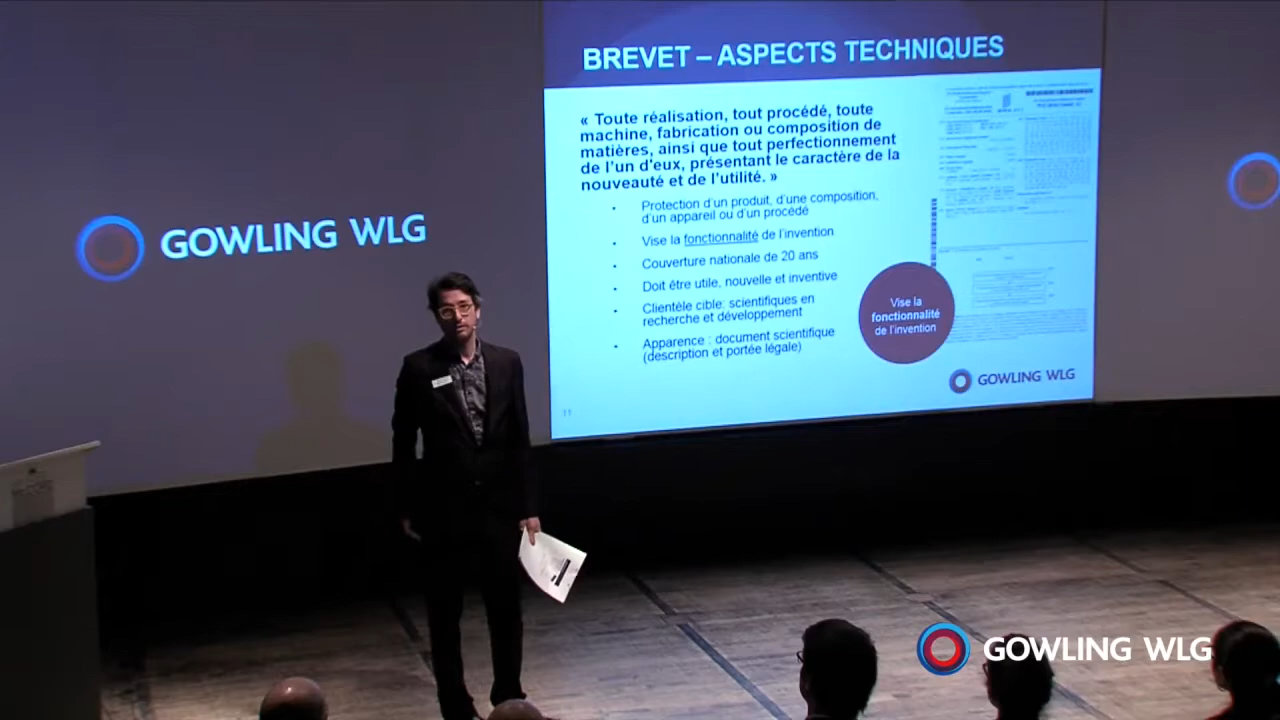 BREVET – ASPECTS TECHNIQUES
« Toute réalisation, tout procédé, toute
machine, fabrication ou composition de
matières, ainsi que tout perfectionnement
de l'un d'eux, présentant le caractère de la
nouveauté et de l'utilité. »
• Protection d'un produit, d'une composition,
d'un appareil ou d'un procédé
• Vise la fonctionnalité de l'invention
• Couverture nationale de 20 ans
• Doit être utile, nouvelle et inventive
• Clientèle cible: scientifiques en
recherche et développement
• Apparence : document scientifique
(description et portée légale)
Vise la
fonctionnalité
de l'invention
GOWLING WLG
11
GOWLING WLG
GOWLING WLG